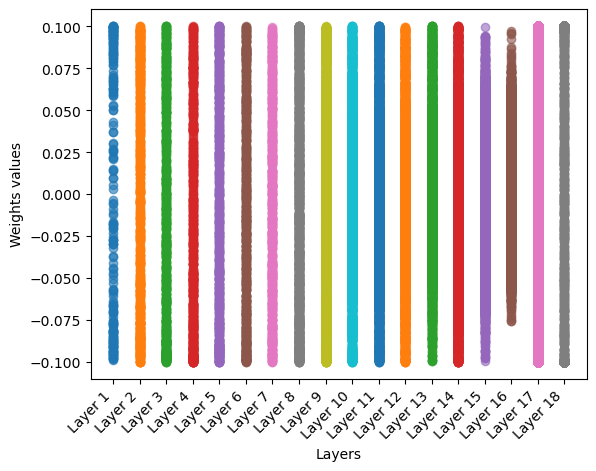 0.100
0.075
0.050
0.025
0.000
−0.025
−0.050
−0.075
−0.100
Weights values
Layer 1
Layer 2
Layer 3
Layer 4
Layer 5
Layer 6
Layer 7
Layer 8
Layer 9
Layer 10
Layer 11
Layer 12
Layer 13
Layer 14
Layer 15
Layer 16
Layer 17
Layer 18
Layers